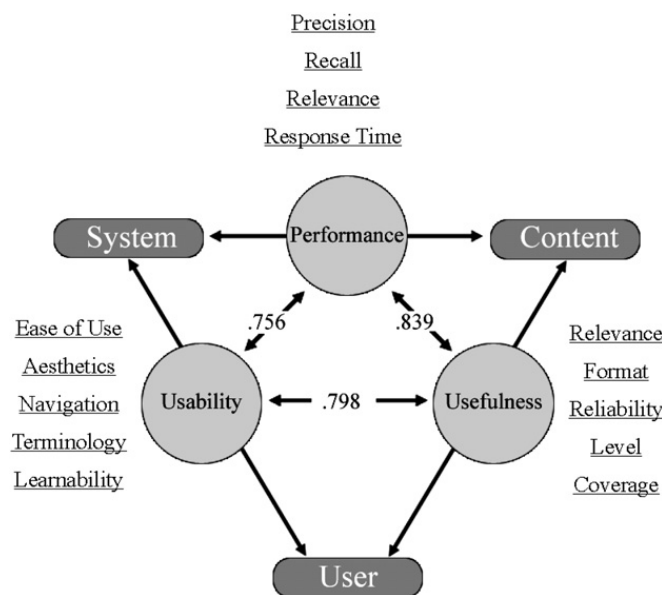 Precision
Recall
Relevance
Response Time
System
Performance
Content
.756
.839
Ease of Use
Aesthetics
Navigation
Terminology
Learnability
Usability
.798
Usefulness
Relevance
Format
Reliability
Level
Coverage
User